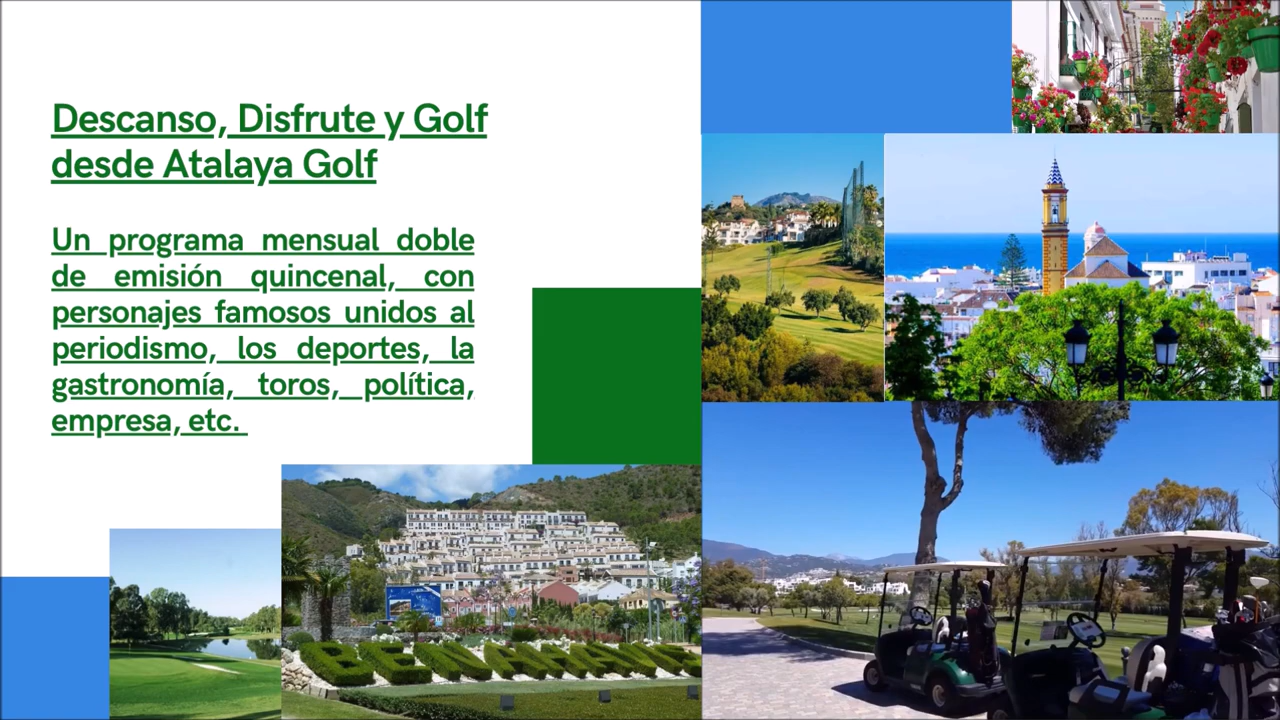 Descanso, Disfrute y Golf
desde Atalaya Golf
Un programa mensual doble
de emisión quincenal, con
personajes famosos unidos al
periodismo, los deportes, la
gastronomía, toros, política,
empresa, etc.
BENAHAVI